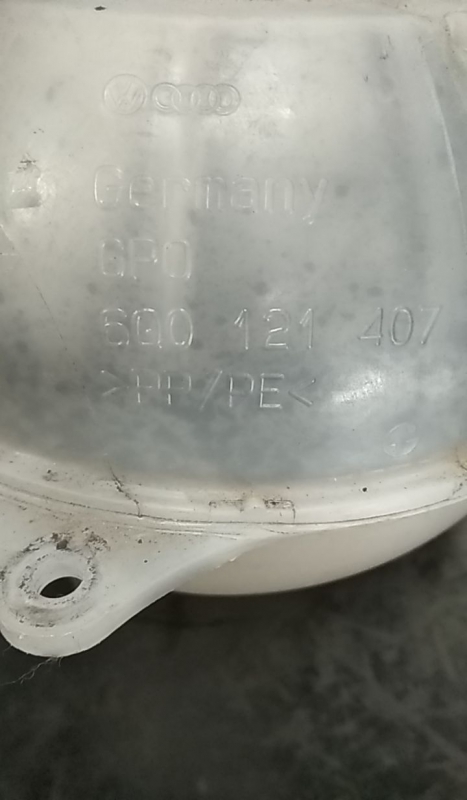 Germany
GPO
6Q0 121 407
>PP/PE<